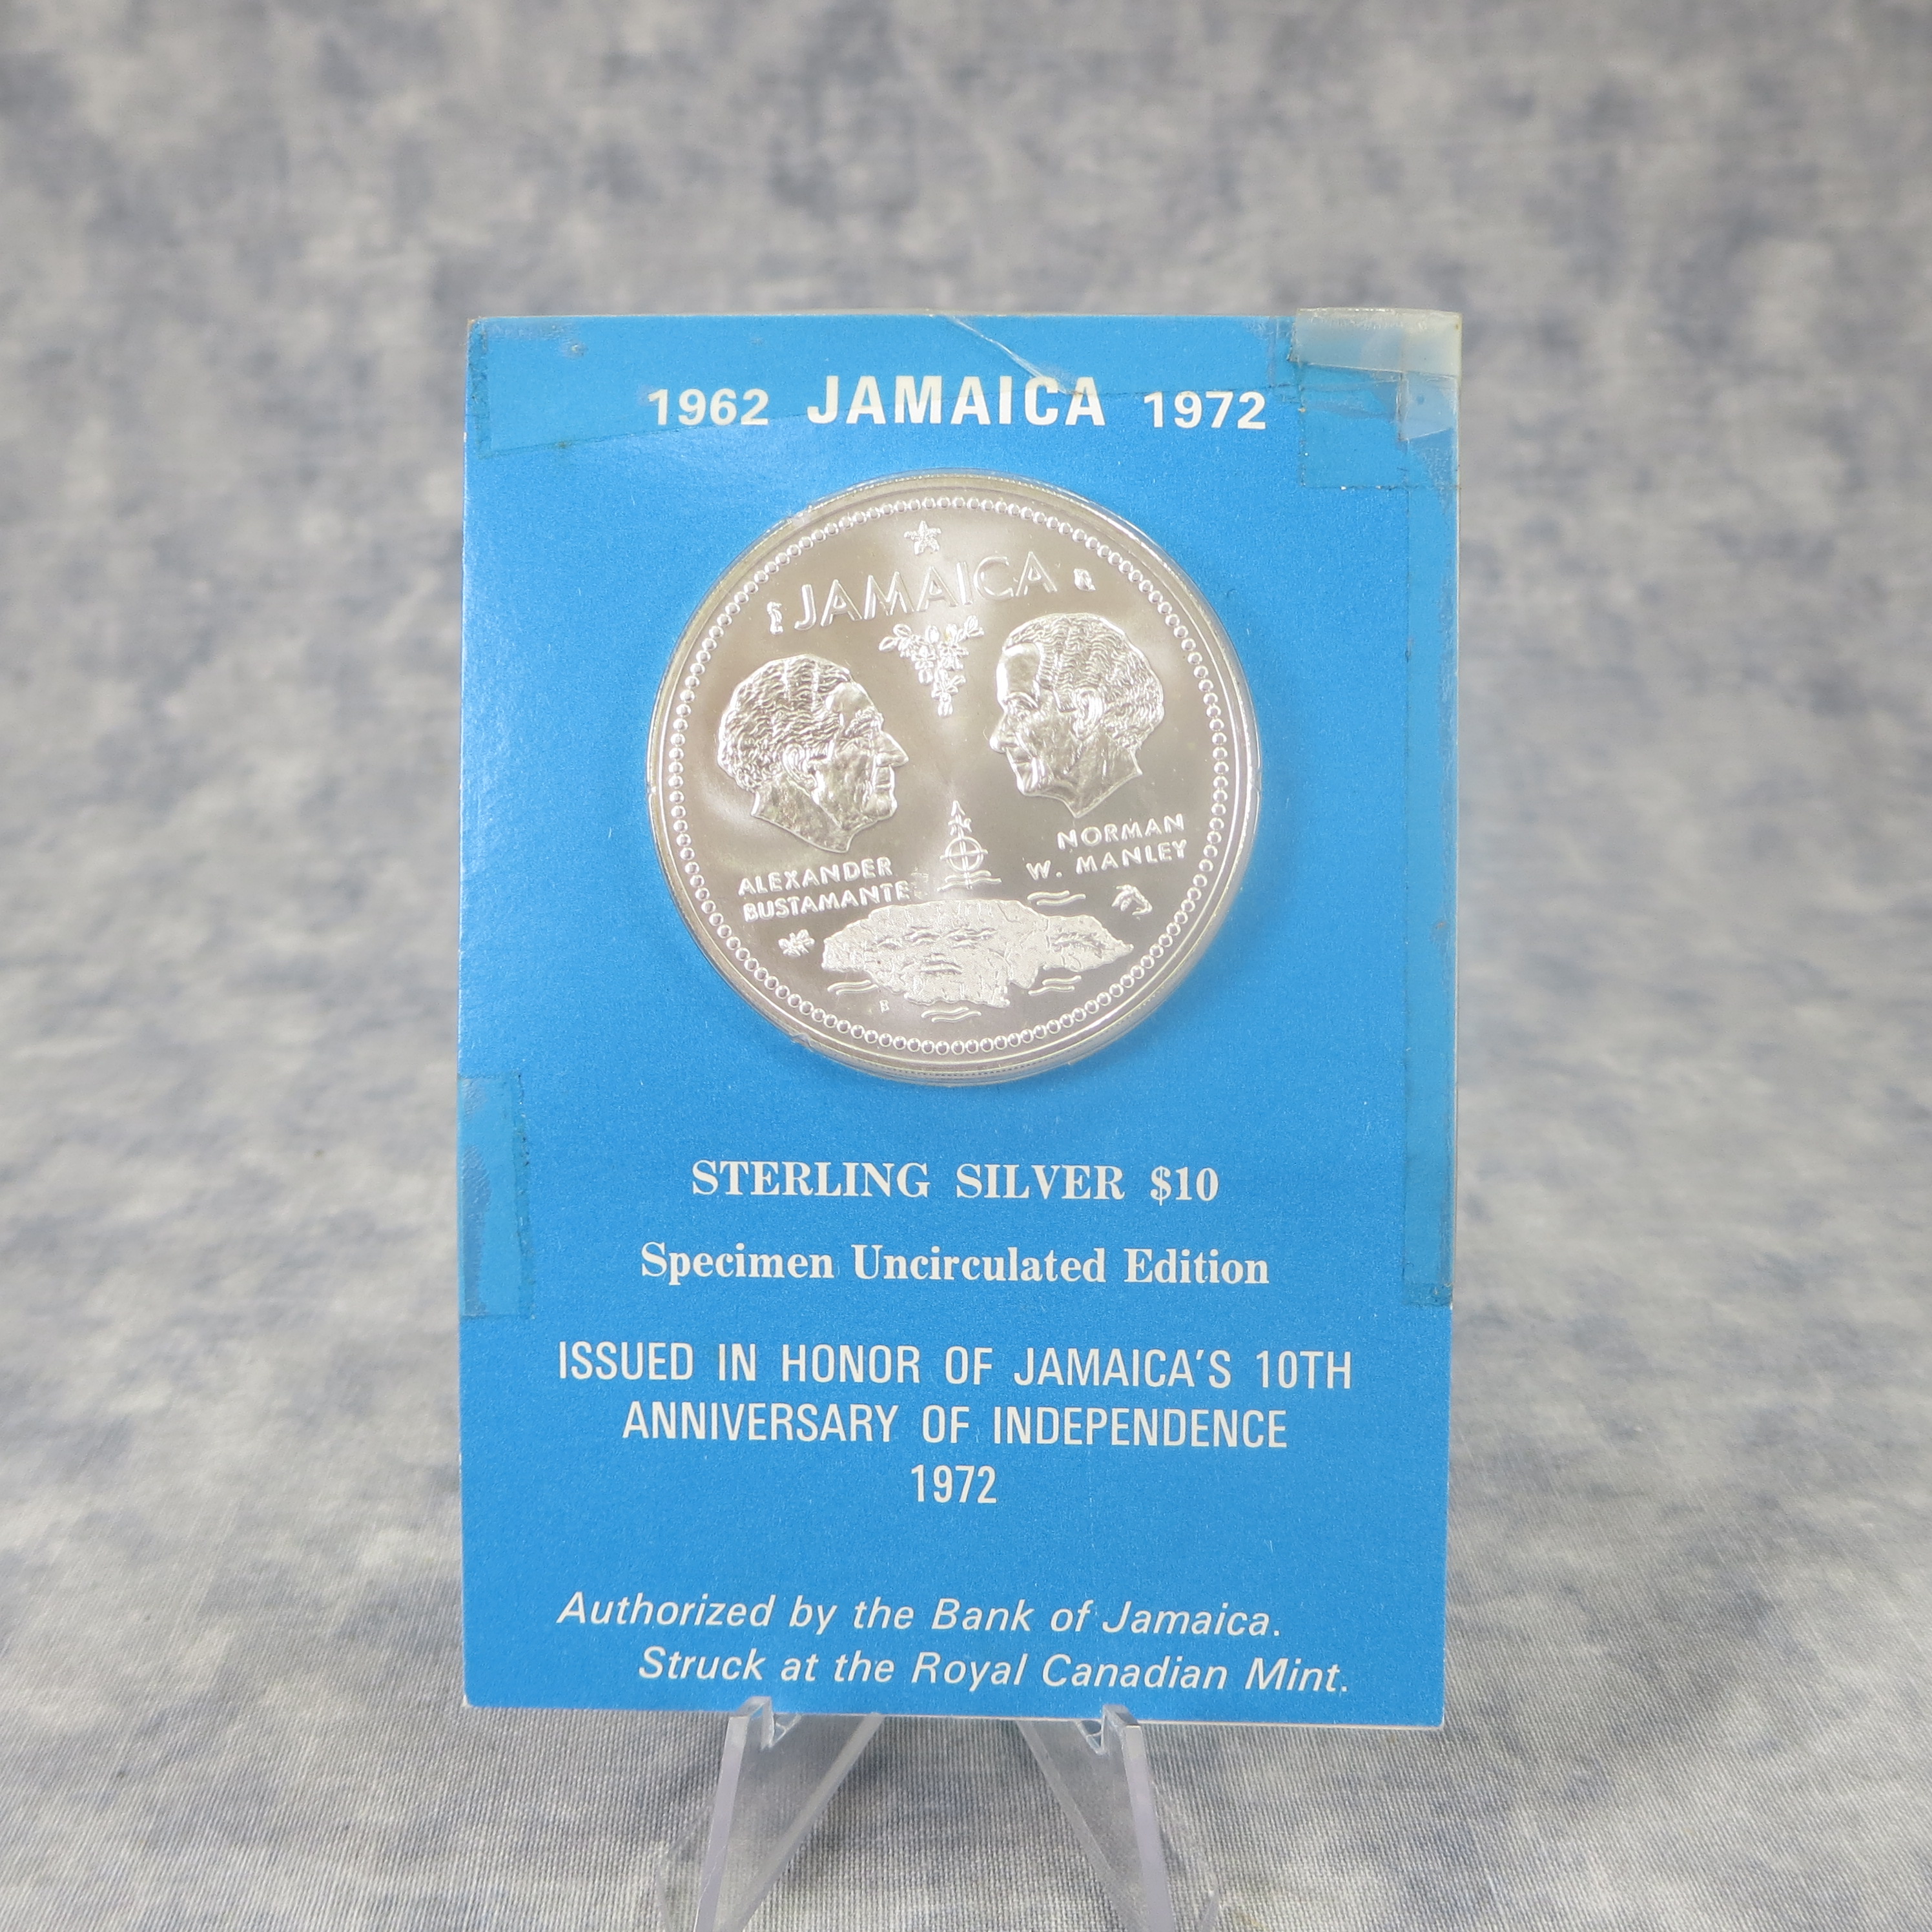 1962 JAMAICA 1972
JAMAICA
ALEXANDER
BUSTAMANTE
NORMAN
W. MANLEY
B
STERLING SILVER $10
Specimen Uncirculated Edition
ISSUED IN HONOR OF JAMAICA'S 10TH
ANNIVERSARY OF INDEPENDENCE
1972
Authorized by the Bank of Jamaica.
Struck at the Royal Canadian Mint.